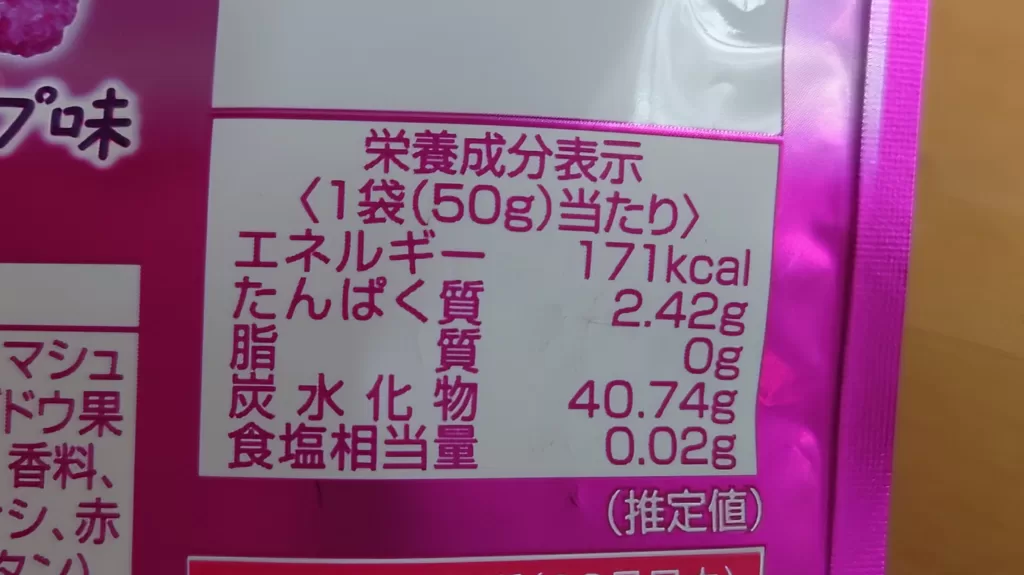 プ味
栄養成分表示
〈1袋(50g)当たり〉
エネルギー 171kcal
たんぱく質 2.42g
脂質 0g
炭水化物 40.74g
食塩相当量 0.02g
(推定値)
マシュ
ドウ果
香料、
シ、赤
タン)